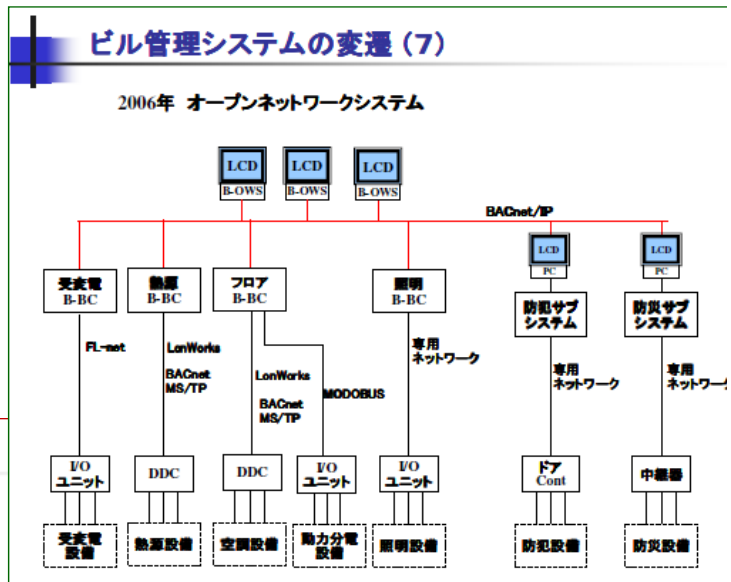 ビル管理システムの変遷（7）
2006年 オープンネットワークシステム
LCD
LCD
LCD
B-OWS
B-OWS
B-OWS
BACnet/IP
LCD
LCD
PC
PC
受変電
B-BC
熱源
B-BC
フロア
B-BC
照明
B-BC
防犯サブ
システム
防災サブ
システム
FL-net
LonWorks
BACnet
MS/TP
LonWorks
BACnet
MS/TP
MODOBUS
専用
ネットワーク
専用
ネットワーク
専用
ネットワーク
I/O
ユニット
DDC
DDC
I/O
ユニット
I/O
ユニット
ドア
Cont
中継器
受変電
設備
熱源設備
空調設備
動力分電
設備
照明設備
防犯設備
防災設備